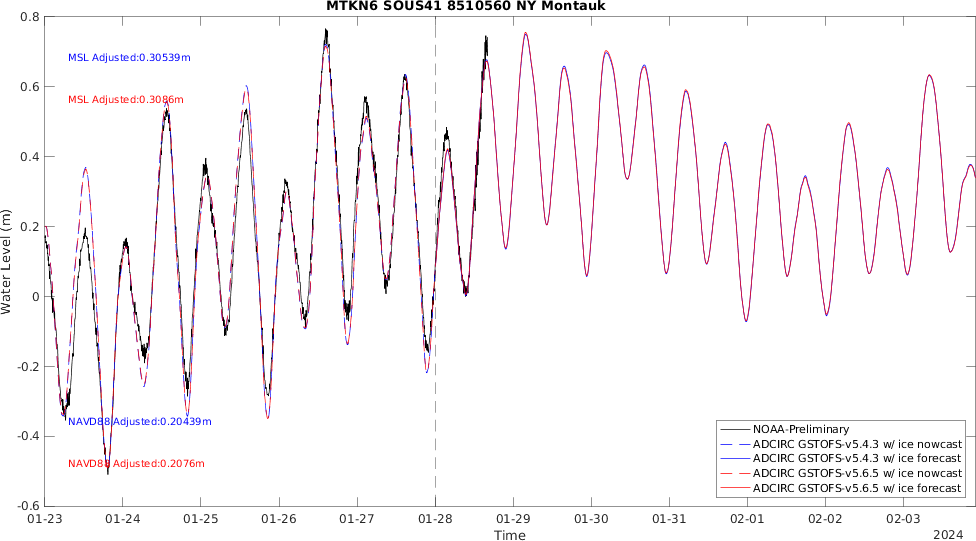 MTKN6 SOUS41 8510560 NY Montauk
0.8
0.6
0.4
0.2
0
-0.2
-0.4
-0.6
Water Level (m)
MSL Adjusted:0.30539m
MSL Adjusted:0.3086m
NAVD88 Adjusted:0.20439m
NAVD88 Adjusted:0.2076m
NOAA-Preliminary
ADCIRC GSTOFS-v5.4.3 w/ ice nowcast
ADCIRC GSTOFS-v5.4.3 w/ ice forecast
ADCIRC GSTOFS-v5.6.5 w/ ice nowcast
ADCIRC GSTOFS-v5.6.5 w/ ice forecast
01-23 01-24 01-25 01-26 01-27 01-28 01-29 01-30 01-31 02-01 02-02 02-03
Time
2024